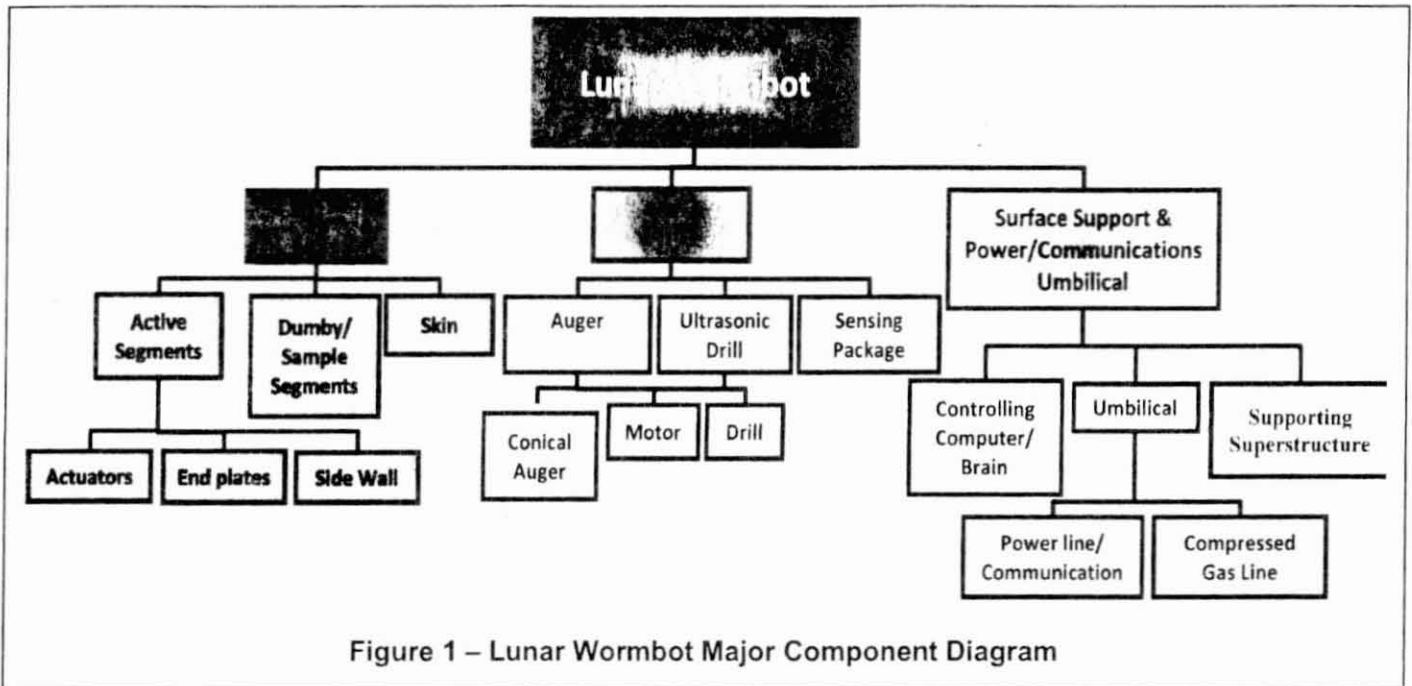 Lunar Wormbot
Surface Support &
Power/Communications
Umbilical
Active
Segments
Dumby/
Sample
Segments
Skin
Auger
Ultrasonic
Drill
Sensing
Package
Controlling
Computer/
Brain
Umbilical
Supporting
Superstructure
Actuators
End plates
Side Wall
Conical
Auger
Motor
Drill
Power line/
Communication
Compressed
Gas Line
Figure 1 – Lunar Wormbot Major Component Diagram